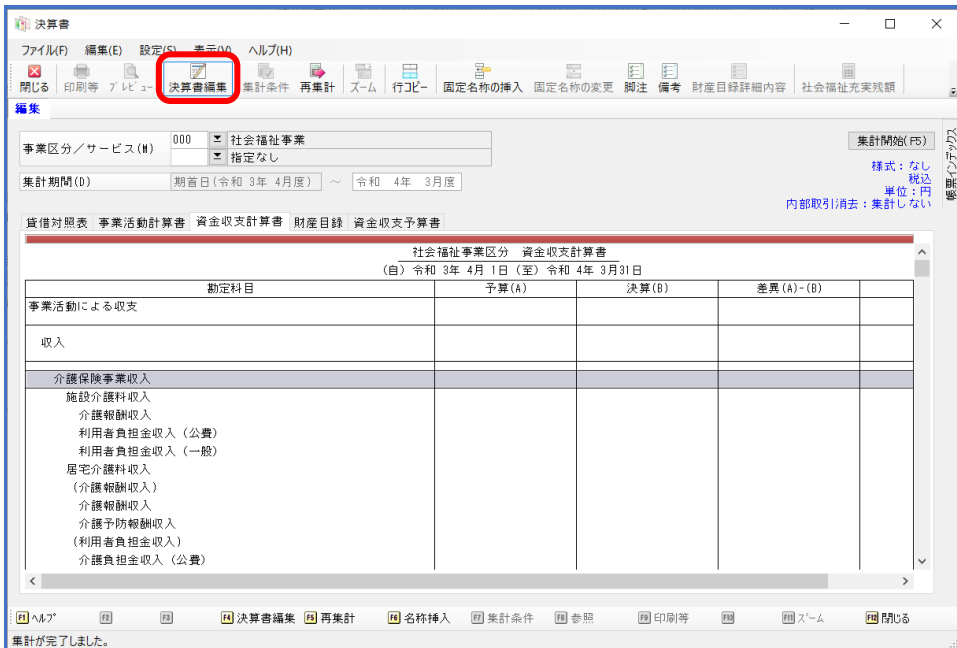 決算書
ファイル(F) 編集(E) 設定(S) 表示(V) ヘルプ(H)
閉じる 印刷等 プレビュー 決算書編集 集計条件 再集計 ズーム 行コピー 固定名称の挿入 固定名称の変更 脚注 備考 財産目録詳細内容 社会福祉充実残額
編集
事業区分/サービス(M) 000 社会福祉事業
指定なし
集計開始(F5)
集計期間(D) 期首日(令和 3年 4月度) ～ 令和 4年 3月度
様式：なし
税込
単位：円
内部取引消去：集計しない
帳票インデックス
貸借対照表 事業活動計算書 資金収支計算書 財産目録 資金収支予算書
社会福祉事業区分 資金収支計算書
(自) 令和 3年 4月 1日 (至) 令和 4年 3月31日
勘定科目 予算(A) 決算(B) 差異(A)-(B)
事業活動による収支
収入
介護保険事業収入
施設介護料収入
介護報酬収入
利用者負担金収入（公費）
利用者負担金収入（一般）
居宅介護料収入
（介護報酬収入）
介護報酬収入
介護予防報酬収入
（利用者負担金収入）
介護負担金収入（公費）
F1 ヘルプ F2 F3 F4 決算書編集 F5 再集計 F6 名称挿入 F7 集計条件 F8 参照 F9 印刷等 F10 F11 ズーム F12 閉じる
集計が完了しました。